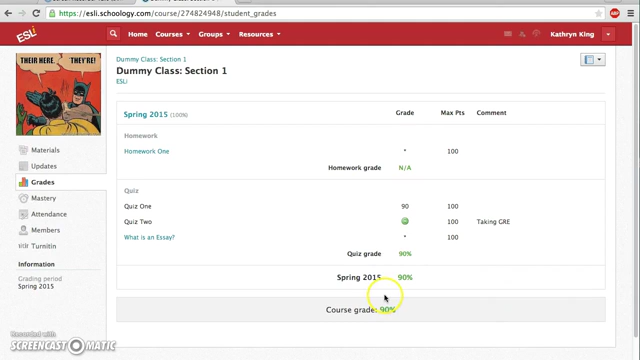 https://esli.schoology.com/course/274824948/student_grades
ESLI
Home Courses Groups Resources Kathryn King
THEIR HERE. THEY'RE!
Dummy Class: Section 1
Dummy Class: Section 1
ESLI
Materials
Updates
Grades
Mastery
Attendance
Members
Turnitin
Information
Grading period
Spring 2015
Spring 2015 (100%) Grade Max Pts Comment
Homework
Homework One * 100
Homework grade N/A
Quiz
Quiz One 90 100
Quiz Two 100 Taking GRE
What is an Essay? * 100
Quiz grade 90%
Spring 2015 90%
Course grade: 90%
Recorded with
SCREENCAST-O-MATIC